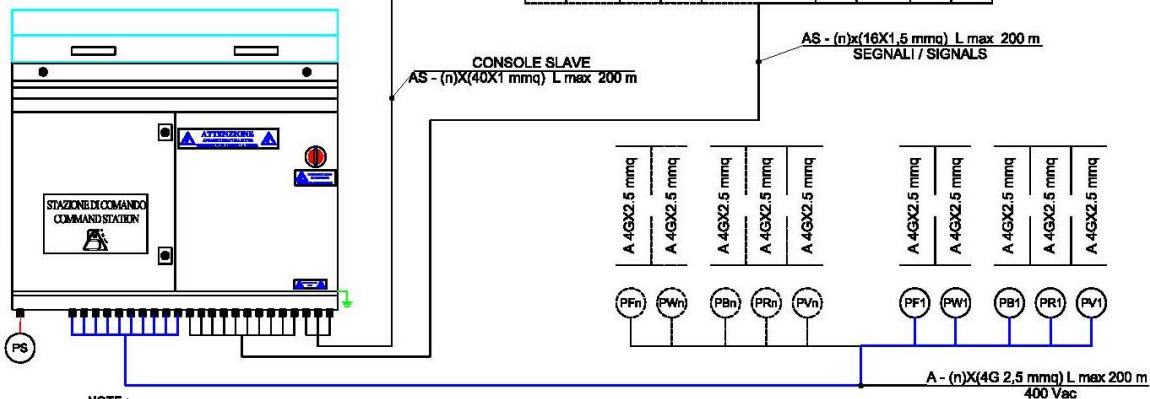 AS - (n)x(16X1,5 mmq) L max 200 m
SEGNALI / SIGNALS
CONSOLE SLAVE
AS - (n)X(40X1 mmq) L max 200 m
ATTENZIONE
STAZIONE DI COMANDO
COMMAND STATION
A 4GX2.5 mmq
A 4GX2.5 mmq
A 4GX2.5 mmq
A 4GX2.5 mmq
A 4GX2.5 mmq
A 4GX2.5 mmq
A 4GX2.5 mmq
A 4GX2.5 mmq
A 4GX2.5 mmq
A 4GX2.5 mmq
PFn
PWn
PBn
PRn
PVn
PF1
PW1
PB1
PR1
PV1
PS
A - (n)X(4G 2,5 mmq) L max 200 m
400 Vac
NOTE: